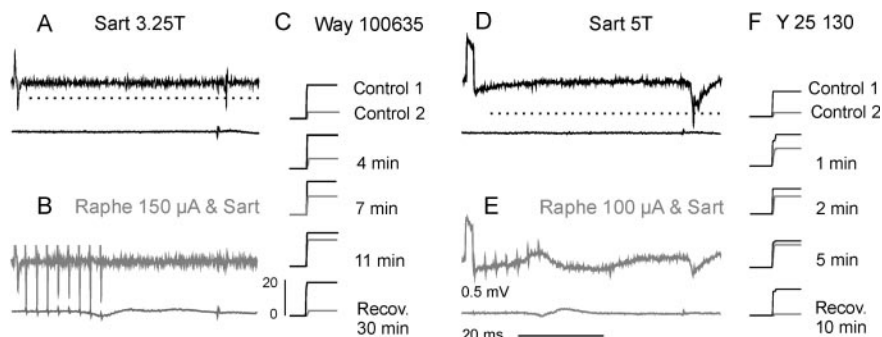 A Sart 3.25T
C Way 100635
D Sart 5T
F Y 25 130
Control 1
Control 2
4 min
7 min
11 min
Recov.
30 min
20
0
B Raphe 150 µA & Sart
Control 1
Control 2
1 min
2 min
5 min
Recov.
10 min
E Raphe 100 µA & Sart
0.5 mV
20 ms